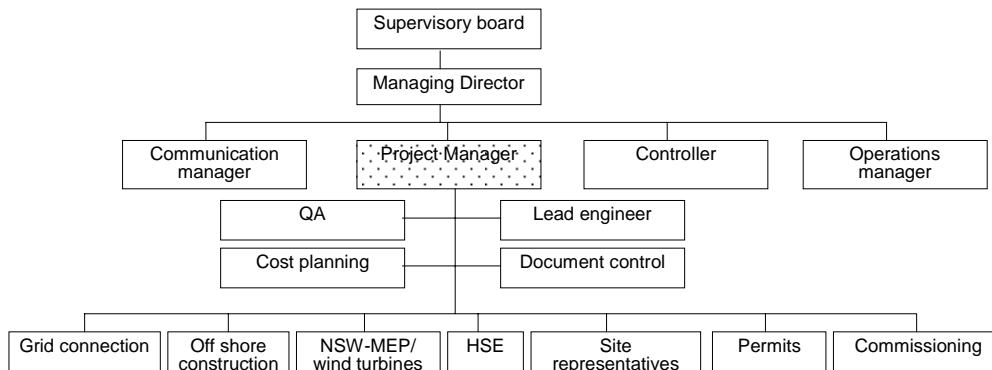 Supervisory board
Managing Director
Communication
manager
Project Manager
Controller
Operations
manager
QA
Lead engineer
Cost planning
Document control
Grid connection
Off shore
construction
NSW-MEP/
wind turbines
HSE
Site
representatives
Permits
Commissioning